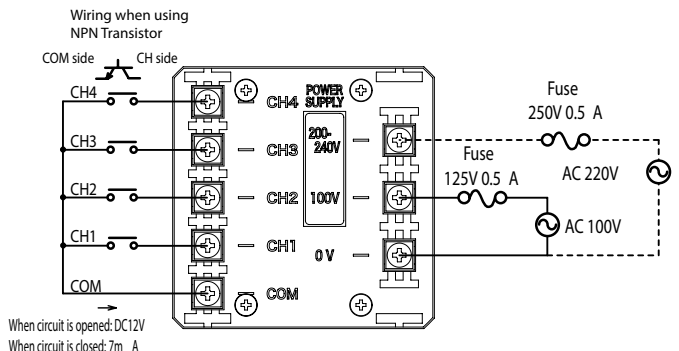 Wiring when using
NPN Transistor
COM side
CH side
CH4
CH3
CH2
CH1
COM
When circuit is opened: DC12V
When circuit is closed: 7m A
CH4
CH3
CH2
CH1
COM
POWER
SUPPLY
200-
240V
100V
0 V
Fuse
250V 0.5 A
Fuse
125V 0.5 A
AC 220V
AC 100V